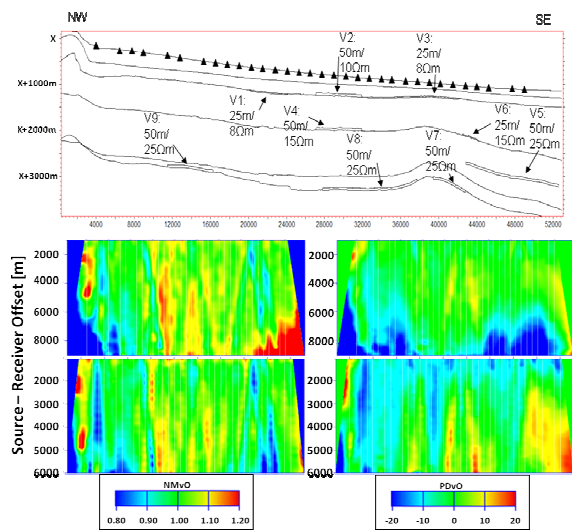 NW
SE
X
X+1000m
X+2000m
X+3000m
V2
50m/
10Ωm
V3
25m/
8Ωm
V1:
25m/
8Ωm
V4:
50m/
15Ωm
V6
25m/
15Ωm
V5:
50m/
25Ωm
V9:
50m/
25Ωm
V8:
50m/
25Ωm
V7:
50m/
25Ωm
4000 8000 12000 16000 20000 24000 28000 32000 36000 40000 44000 48000 52000
Source – Receiver Offset [m]
2000
4000
6000
8000
2000
4000
6000
8000
1000
2000
3000
4000
5000
6000
1000
2000
3000
4000
5000
6000
NMvO
0.80 0.90 1.00 1.10 1.20
PDvO
-20 -10 0 10 20